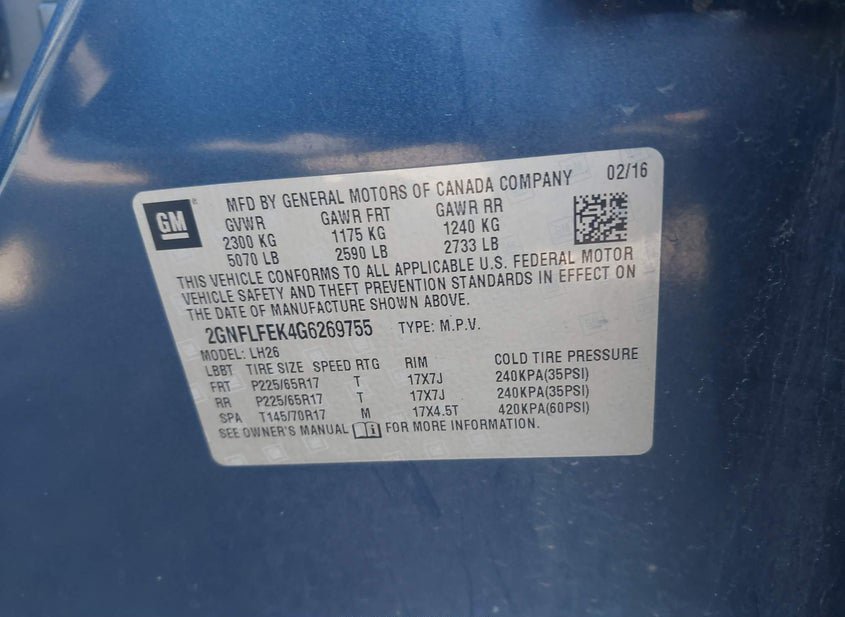 GM
MFD BY GENERAL MOTORS OF CANADA COMPANY 02/16
GVWR GAWR FRT GAWR RR
2300 KG 1175 KG 1240 KG
5070 LB 2590 LB 2733 LB
THIS VEHICLE CONFORMS TO ALL APPLICABLE U.S. FEDERAL MOTOR
VEHICLE SAFETY AND THEFT PREVENTION STANDARDS IN EFFECT ON
THE DATE OF MANUFACTURE SHOWN ABOVE.
2GNFLFEK4G6269755 TYPE: M.P.V.
MODEL: LH26
LBBT TIRE SIZE SPEED RTG RIM COLD TIRE PRESSURE
FRT P225/65R17 T 17X7J 240KPA(35PSI)
RR P225/65R17 T 17X7J 240KPA(35PSI)
SPA T145/70R17 M 17X4.5T 420KPA(60PSI)
SEE OWNER'S MANUAL FOR MORE INFORMATION.